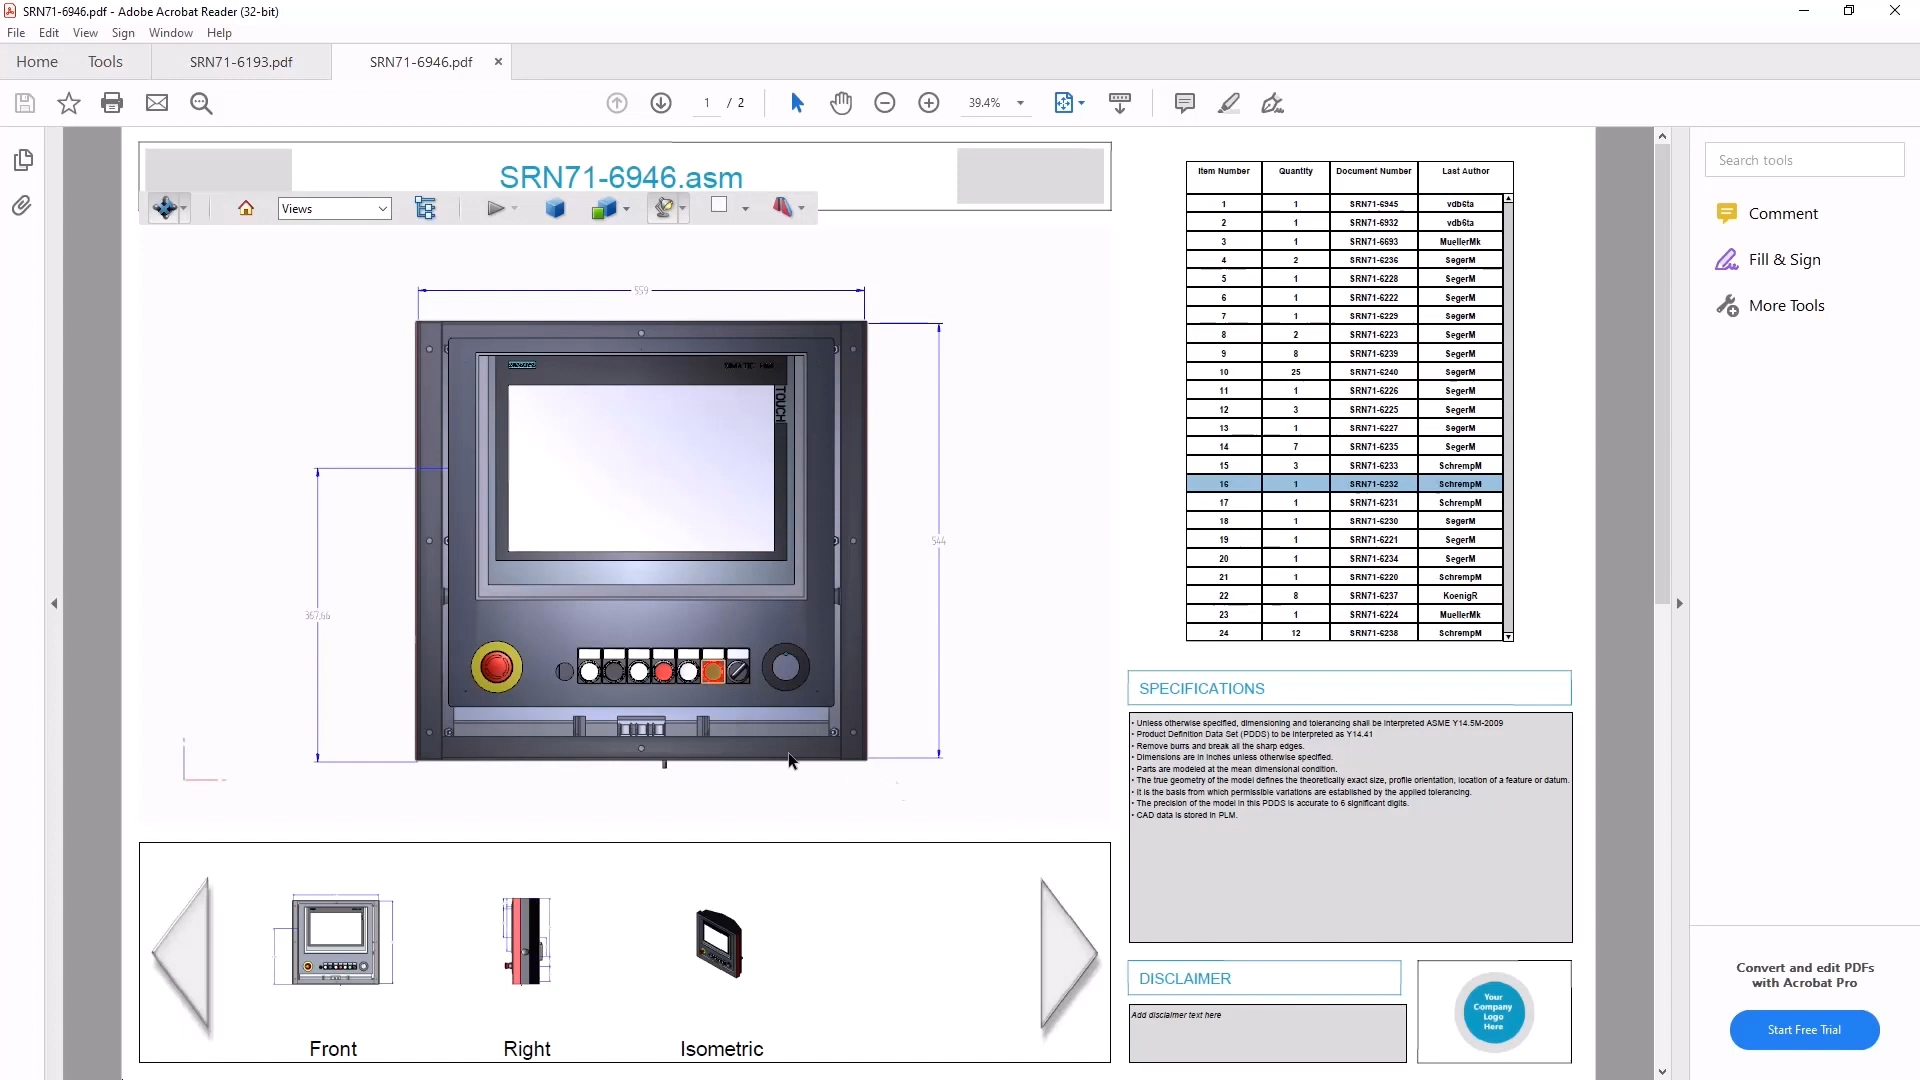 SRN71-6946.pdf - Adobe Acrobat Reader (32-bit)
File Edit View Sign Window Help
Home Tools SRN71-6193.pdf SRN71-6946.pdf ×
1 / 2 39.4%
SRN71-6946.asm
Views
559
544
367,66
TOUCH
Item Number Quantity Document Number Last Author
1 1 SRN71-6945 vdb6ta
2 1 SRN71-6932 vdb6ta
3 1 SRN71-6693 MuellerMk
4 2 SRN71-6236 SegerM
5 1 SRN71-6228 SegerM
6 1 SRN71-6222 SegerM
7 1 SRN71-6229 SegerM
8 2 SRN71-6223 SegerM
9 8 SRN71-6239 SegerM
10 25 SRN71-6240 SegerM
11 1 SRN71-6226 SegerM
12 3 SRN71-6225 SegerM
13 1 SRN71-6227 SegerM
14 7 SRN71-6235 SegerM
15 3 SRN71-6233 SchrempM
16 1 SRN71-6232 SchrempM
17 1 SRN71-6231 SchrempM
18 1 SRN71-6230 SegerM
19 1 SRN71-6221 SegerM
20 1 SRN71-6234 SegerM
21 1 SRN71-6220 SchrempM
22 8 SRN71-6237 KoenigR
23 1 SRN71-6224 MuellerMk
24 12 SRN71-6238 SchrempM
SPECIFICATIONS
• Unless otherwise specified, dimensioning and tolerancing shall be interpreted ASME Y14.5M-2009
• Product Definition Data Set (PDDS) to be interpreted as Y14.41
• Remove burrs and break all the sharp edges.
• Dimensions are in inches unless otherwise specified.
• Parts are modeled at the mean dimensional condition.
• The true geometry of the model defines the theoretically exact size, profile orientation, location of a feature or datum.
• It is the basis from which permissible variations are established by the applied tolerancing.
• The precision of the model in this PDDS is accurate to 6 significant digits.
• CAD data is stored in PLM.
Front Right Isometric
DISCLAIMER
Add disclaimer text here
Your
Company
Logo
Here
Search tools
Comment
Fill & Sign
More Tools
Convert and edit PDFs
with Acrobat Pro
Start Free Trial